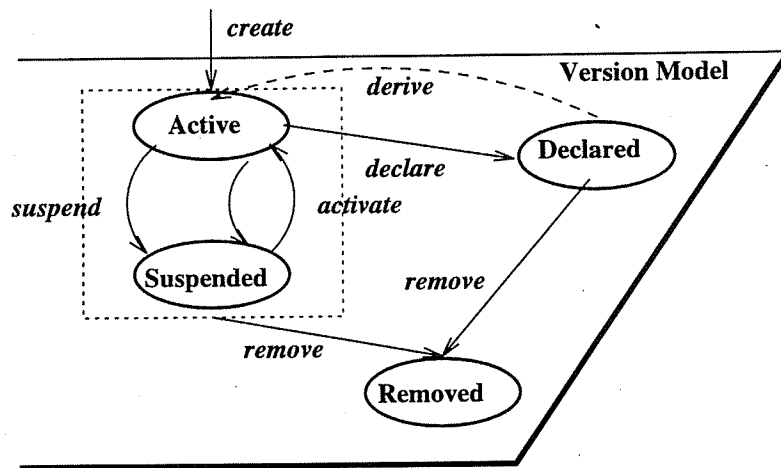 create
Version Model
derive
Active
Declared
declare
suspend
activate
Suspended
remove
remove
Removed